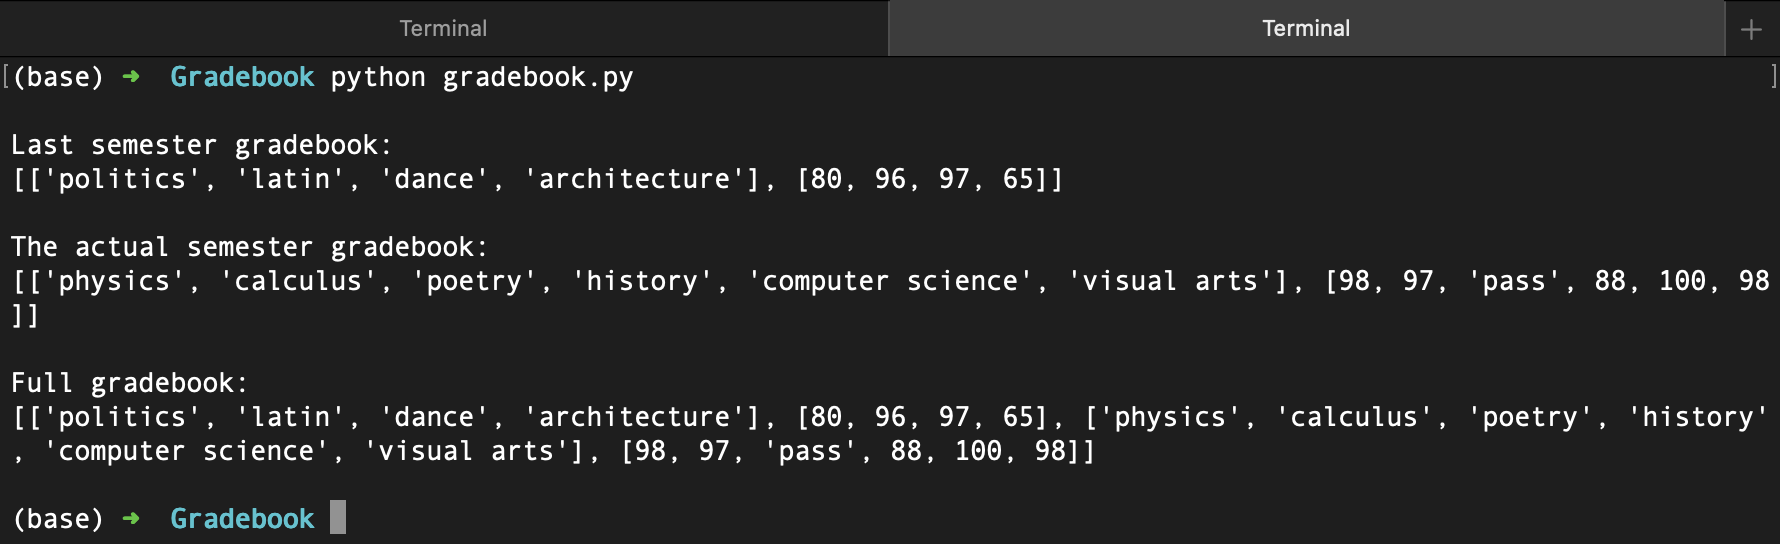 Terminal
Terminal
+
[(base) ➜ Gradebook python gradebook.py ]
Last semester gradebook:
[['politics', 'latin', 'dance', 'architecture'], [80, 96, 97, 65]]
The actual semester gradebook:
[['physics', 'calculus', 'poetry', 'history', 'computer science', 'visual arts'], [98, 97, 'pass', 88, 100, 98
]]
Full gradebook:
[['politics', 'latin', 'dance', 'architecture'], [80, 96, 97, 65], ['physics', 'calculus', 'poetry', 'history'
, 'computer science', 'visual arts'], [98, 97, 'pass', 88, 100, 98]]
(base) ➜ Gradebook